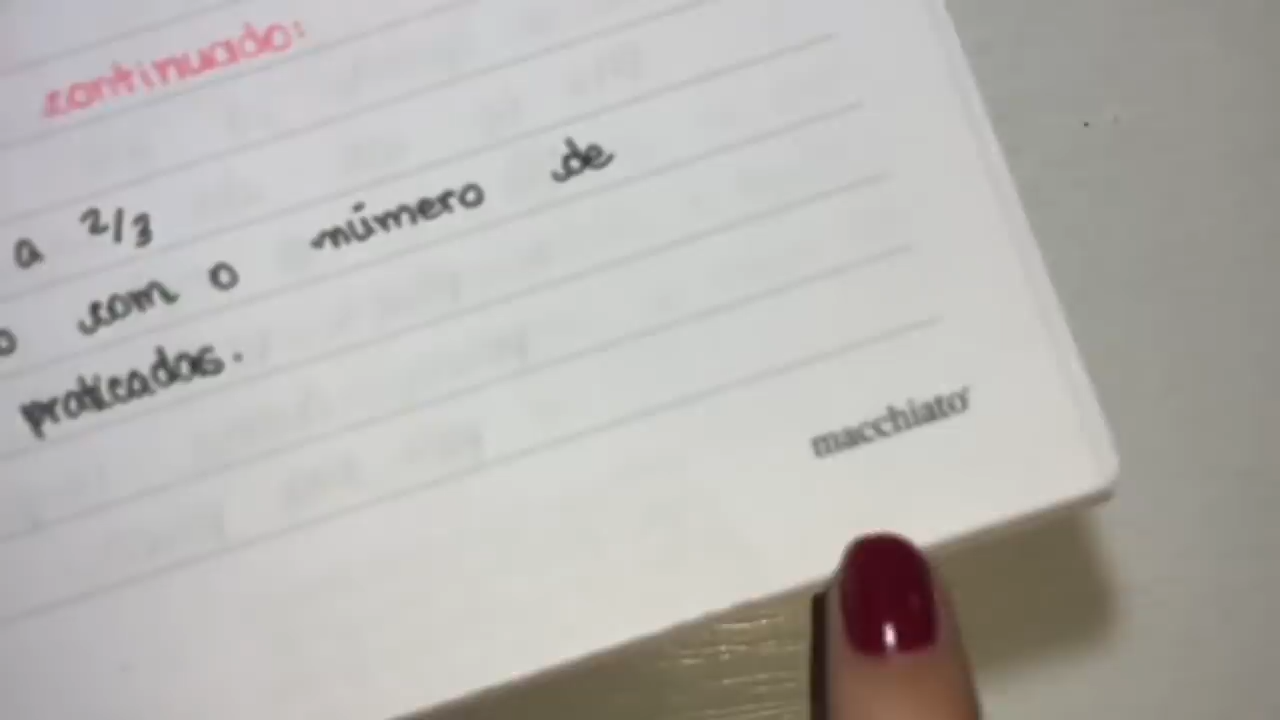 continuado:
a 2/3
o com o número de
praticados.
macchiato